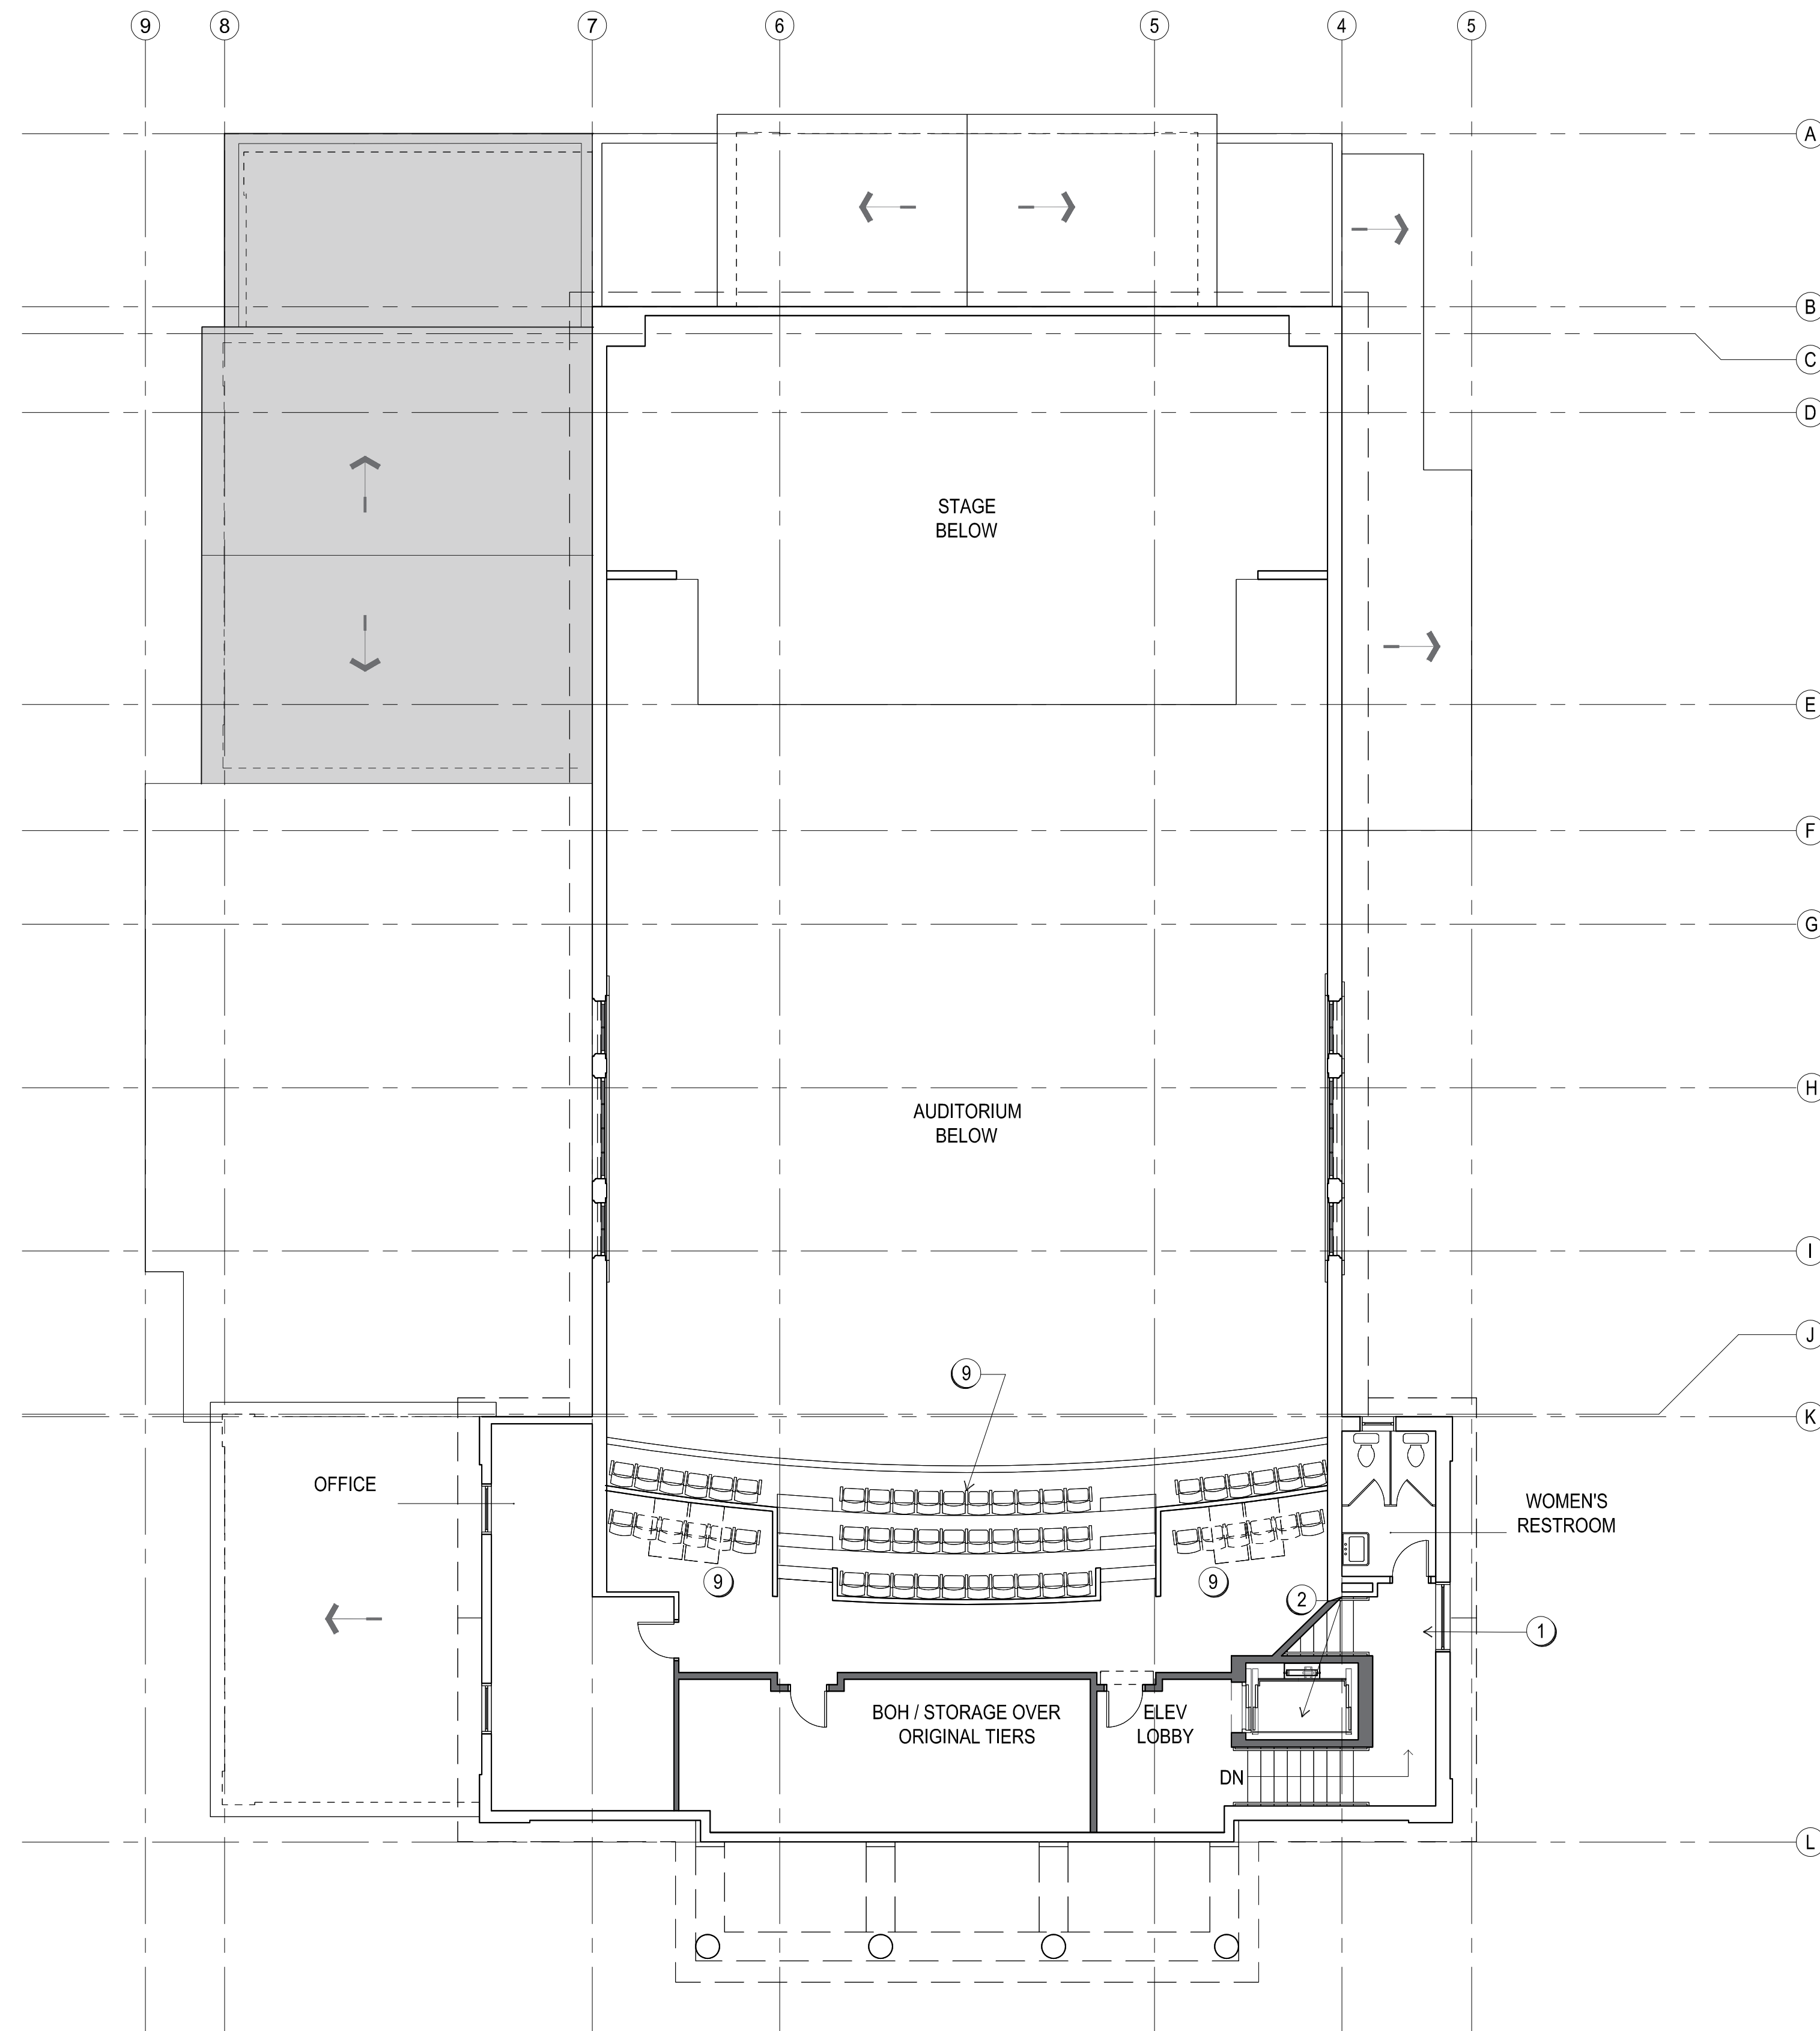 9
8
7
6
5
4
5
A
B
C
D
STAGE
BELOW
E
F
G
H
AUDITORIUM
BELOW
I
J
9
K
OFFICE
WOMEN'S
RESTROOM
9
9
2
1
BOH / STORAGE OVER
ORIGINAL TIERS
ELEV
LOBBY
DN
L